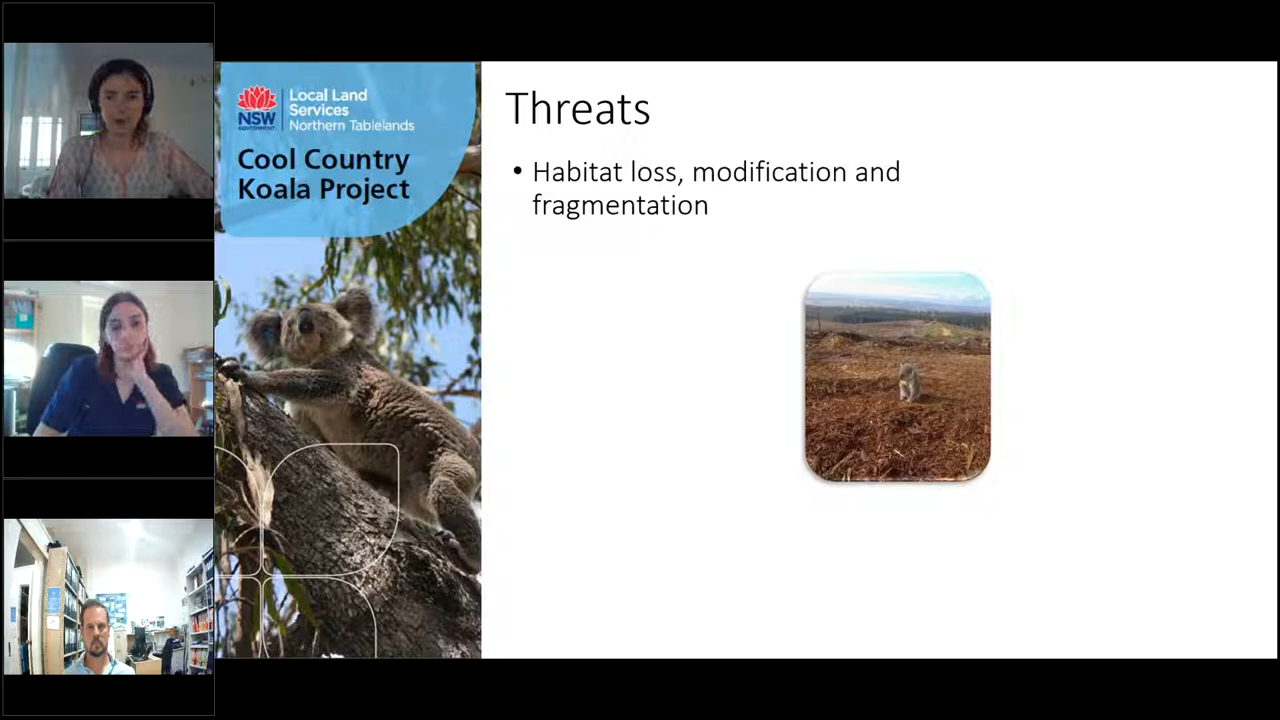 Local Land
Services
Northern Tablelands
NSW
GOVERNMENT
Cool Country
Koala Project
Threats
• Habitat loss, modification and
fragmentation